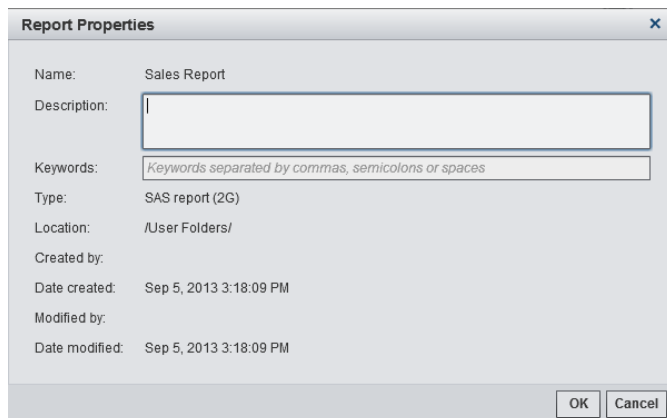 Report Properties ×
Name: Sales Report
Description:
Keywords: Keywords separated by commas, semicolons or spaces
Type: SAS report (2G)
Location: /User Folders/
Created by:
Date created: Sep 5, 2013 3:18:09 PM
Modified by:
Date modified: Sep 5, 2013 3:18:09 PM
OK Cancel